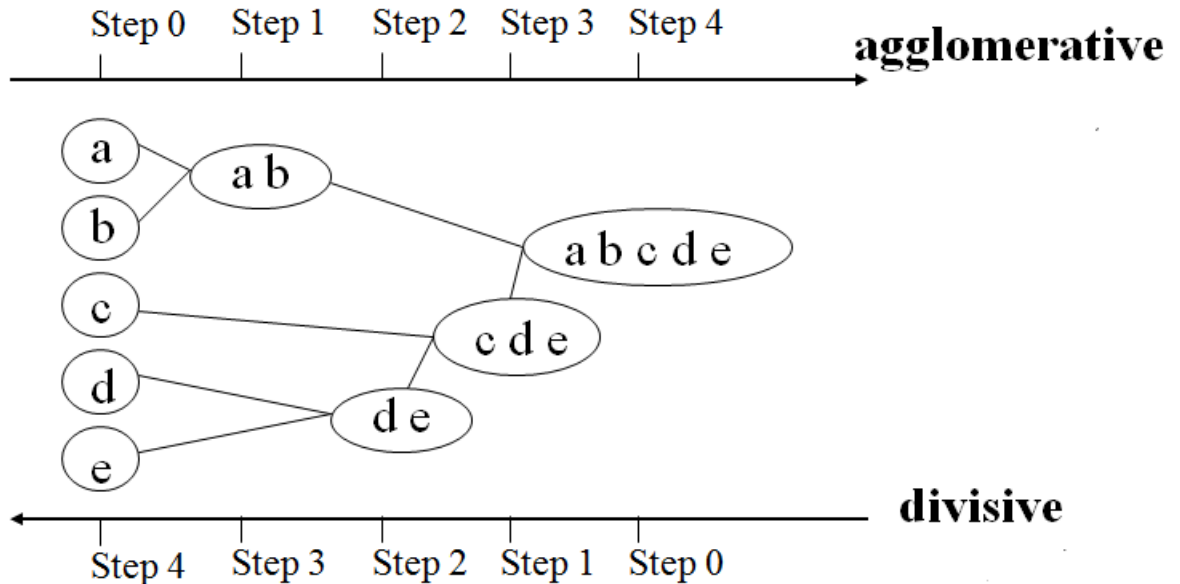 Step 0 Step 1 Step 2 Step 3 Step 4
agglomerative
a
a b
b
a b c d e
c
c d e
d
d e
e
divisive
Step 4 Step 3 Step 2 Step 1 Step 0